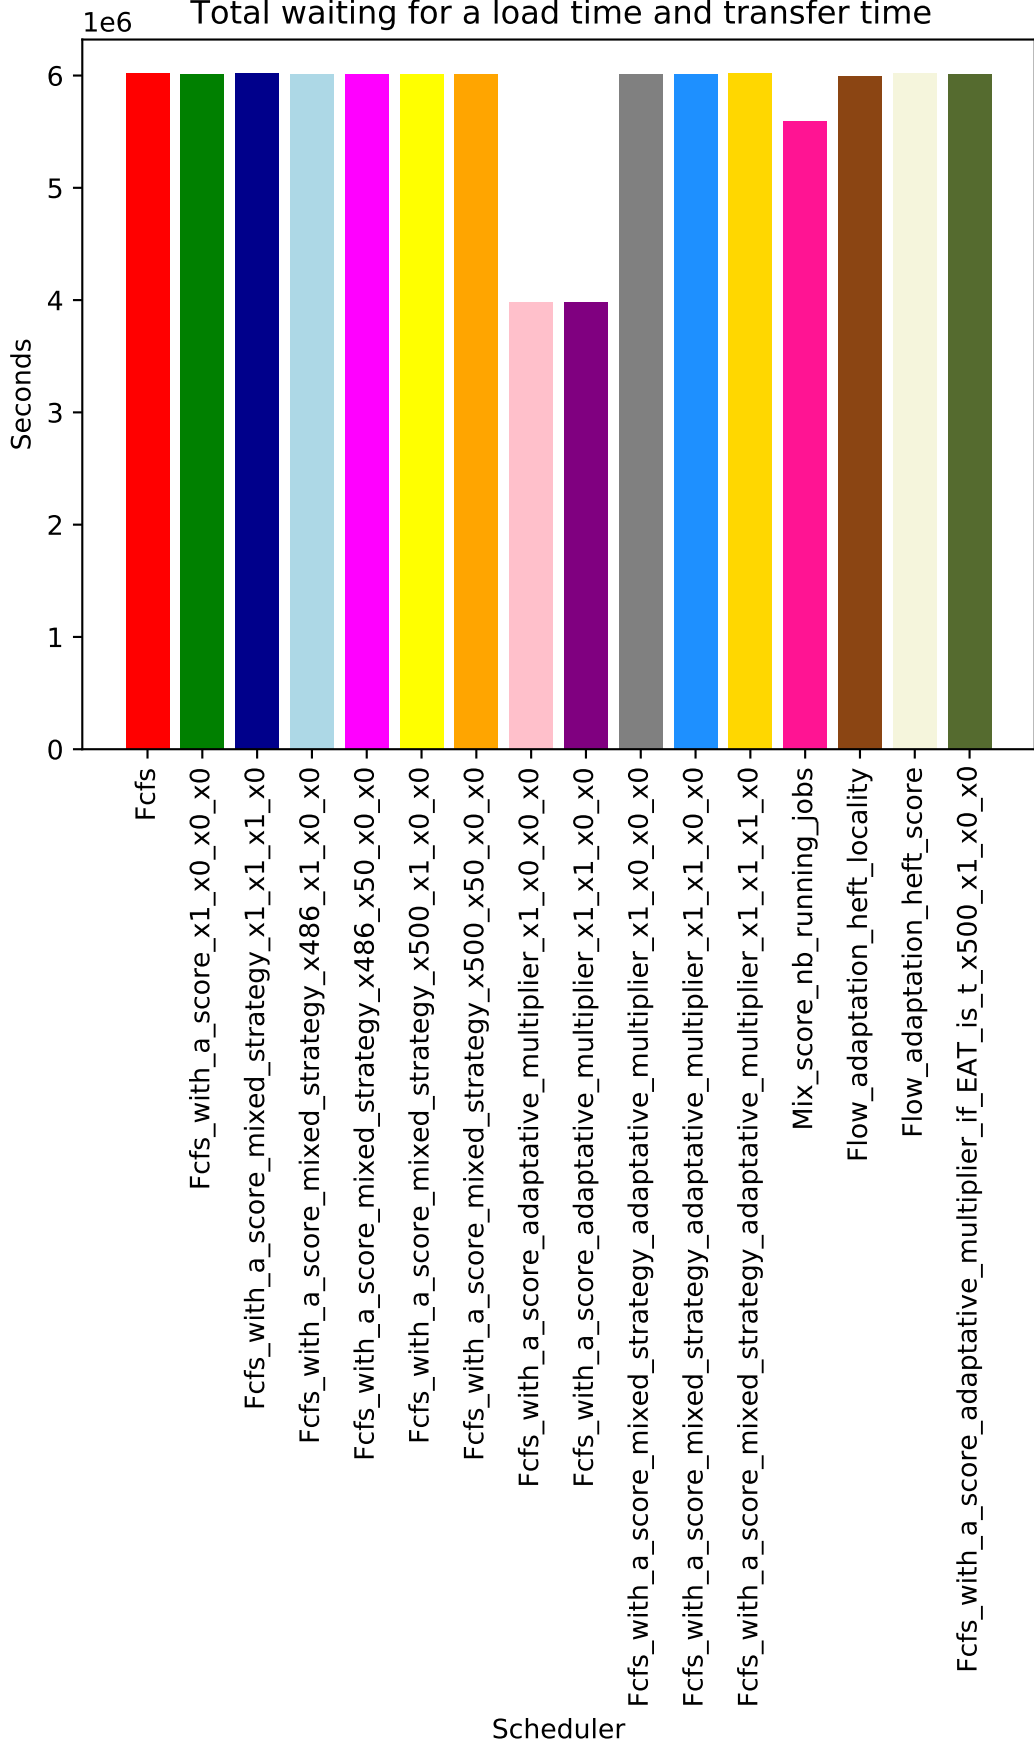 Total waiting for a load time and transfer time
1e6
6
5
4
3
2
1
0
Seconds
Fcfs
Fcfs_with_a_score_x1_x0_x0_x0
Fcfs_with_a_score_mixed_strategy_x1_x1_x1_x0
Fcfs_with_a_score_mixed_strategy_x486_x1_x0_x0
Fcfs_with_a_score_mixed_strategy_x486_x50_x0_x0
Fcfs_with_a_score_mixed_strategy_x500_x1_x0_x0
Fcfs_with_a_score_mixed_strategy_x500_x50_x0_x0
Fcfs_with_a_score_adaptative_multiplier_x1_x0_x0_x0
Fcfs_with_a_score_adaptative_multiplier_x1_x1_x0_x0
Fcfs_with_a_score_mixed_strategy_adaptative_multiplier_x1_x0_x0_x0
Fcfs_with_a_score_mixed_strategy_adaptative_multiplier_x1_x1_x0_x0
Fcfs_with_a_score_mixed_strategy_adaptative_multiplier_x1_x1_x1_x0
Mix_score_nb_running_jobs
Flow_adaptation_heft_locality
Flow_adaptation_heft_score
Fcfs_with_a_score_adaptative_multiplier_if_EAT_is_t_x500_x1_x0_x0
Scheduler